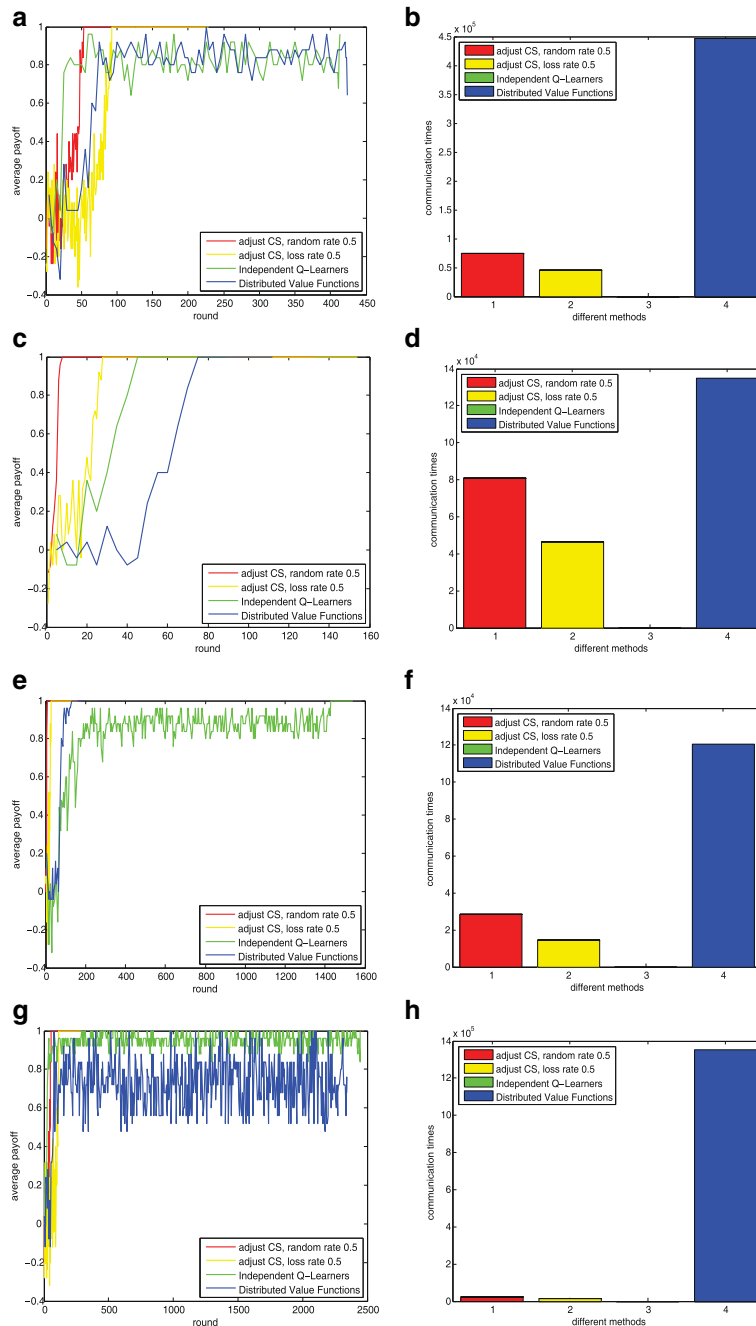 a
1
0.8
0.6
0.4
0.2
0
−0.2
−0.4
average payoff
0 50 100 150 200 250 300 350 400 450
round
adjust CS, random rate 0.5
adjust CS, loss rate 0.5
Independent Q−Learners
Distributed Value Functions
b
x 10^5
4.5
4
3.5
3
2.5
2
1.5
1
0.5
0
communication times
1 2 3 4
different methods
adjust CS, random rate 0.5
adjust CS, loss rate 0.5
Independent Q−Learners
Distributed Value Functions
c
1
0.8
0.6
0.4
0.2
0
−0.2
−0.4
average payoff
0 20 40 60 80 100 120 140 160
round
adjust CS, random rate 0.5
adjust CS, loss rate 0.5
Independent Q−Learners
Distributed Value Functions
d
x 10^4
14
12
10
8
6
4
2
0
communication times
1 2 3 4
different methods
adjust CS, random rate 0.5
adjust CS, loss rate 0.5
Independent Q−Learners
Distributed Value Functions
e
1
0.8
0.6
0.4
0.2
0
−0.2
−0.4
average payoff
0 200 400 600 800 1000 1200 1400 1600
round
adjust CS, random rate 0.5
adjust CS, loss rate 0.5
Independent Q−Learners
Distributed Value Functions
f
x 10^4
14
12
10
8
6
4
2
0
communication times
1 2 3 4
different methods
adjust CS, random rate 0.5
adjust CS, loss rate 0.5
Independent Q−Learners
Distributed Value Functions
g
1
0.8
0.6
0.4
0.2
0
−0.2
−0.4
average payoff
0 500 1000 1500 2000 2500
round
adjust CS, random rate 0.5
adjust CS, loss rate 0.5
Independent Q−Learners
Distributed Value Functions
h
x 10^5
14
12
10
8
6
4
2
0
communication times
1 2 3 4
different methods
adjust CS, random rate 0.5
adjust CS, loss rate 0.5
Independent Q−Learners
Distributed Value Functions